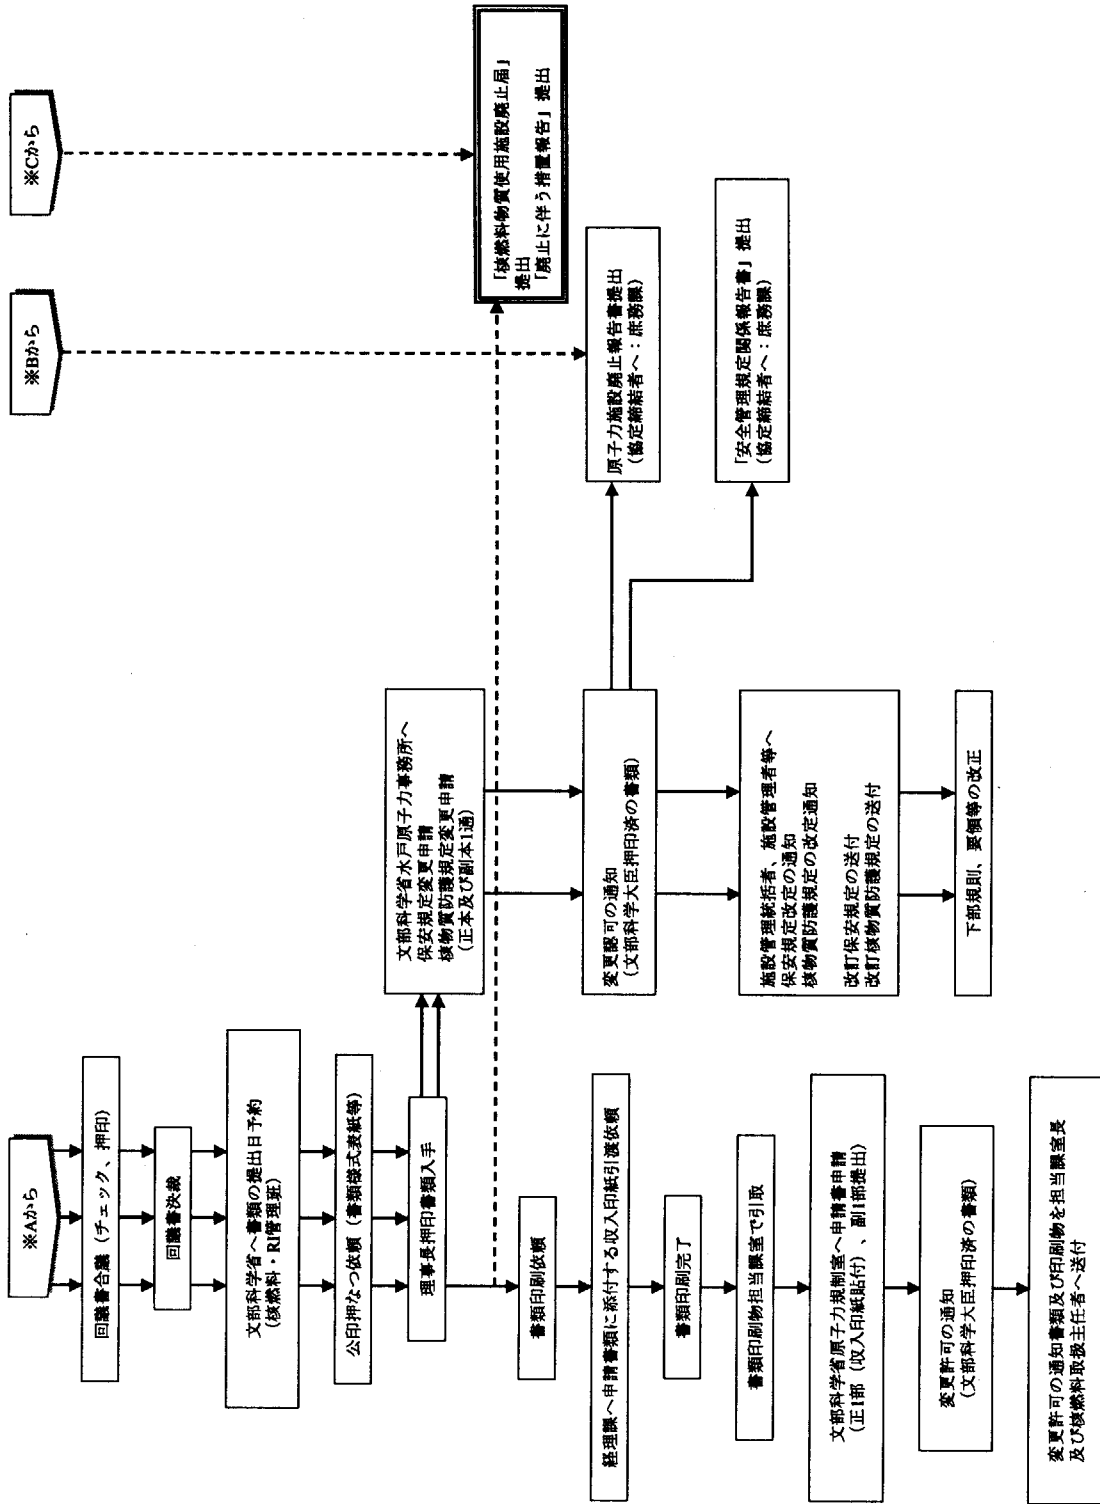 ※Aから
回議書合議（チェック、押印）
回議書決裁
文部科学省へ書類の提出日予約
（核燃料・RI管理班）
公印押なつ依頼（書類様式表紙等）
理事長押印書類入手
書類印刷依頼
経理課へ申請書類に添付する収入印紙引渡依頼
書類印刷完了
書類印刷物担当課室で引取
文部科学省原子力規制室へ申請書申請
（正1部（収入印紙貼付）、副1部提出）
変更許可の通知
（文部科学大臣押印済の書類）
変更許可の通知書類及び印刷物を担当課室長
及び核燃料取扱主任者へ送付
文部科学省水戸原子力事務所へ
保安規定変更申請
核物質防護規定変更申請
（正本及び副本1通）
変更認可の通知
（文部科学大臣押印済の書類）
施設管理統括者、施設管理者等へ
保安規定改定の通知
核物質防護規定の改定通知
改訂保安規定の送付
改訂核物質防護規定の送付
下部規則、要領等の改正
※Bから
原子力施設廃止報告書提出
（協定締結者へ：庶務課）
「安全管理規定関係報告書」提出
（協定締結者へ：庶務課）
※Cから
「核燃料物質使用施設廃止届」
提出
「廃止に伴う措置報告」提出